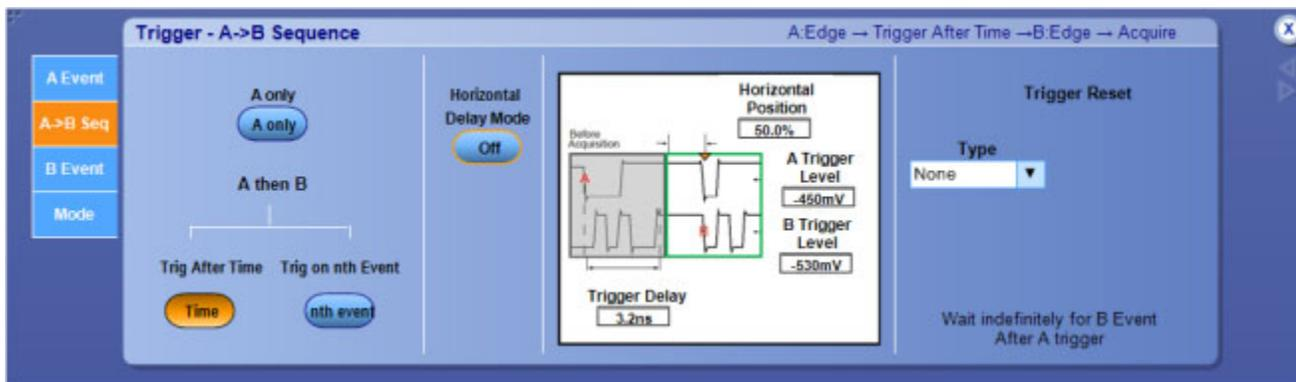 Trigger - A->B Sequence
A:Edge → Trigger After Time →B:Edge → Acquire
X
A Event
A->B Seq
B Event
Mode
A only
A only
A then B
Trig After Time
Trig on nth Event
Time
nth event
Horizontal
Delay Mode
Off
Horizontal
Position
50.0%
Before
Acquisition
A
B
A Trigger
Level
-450mV
B Trigger
Level
-530mV
Trigger Delay
3.2ns
Trigger Reset
Type
None
Wait indefinitely for B Event
After A trigger